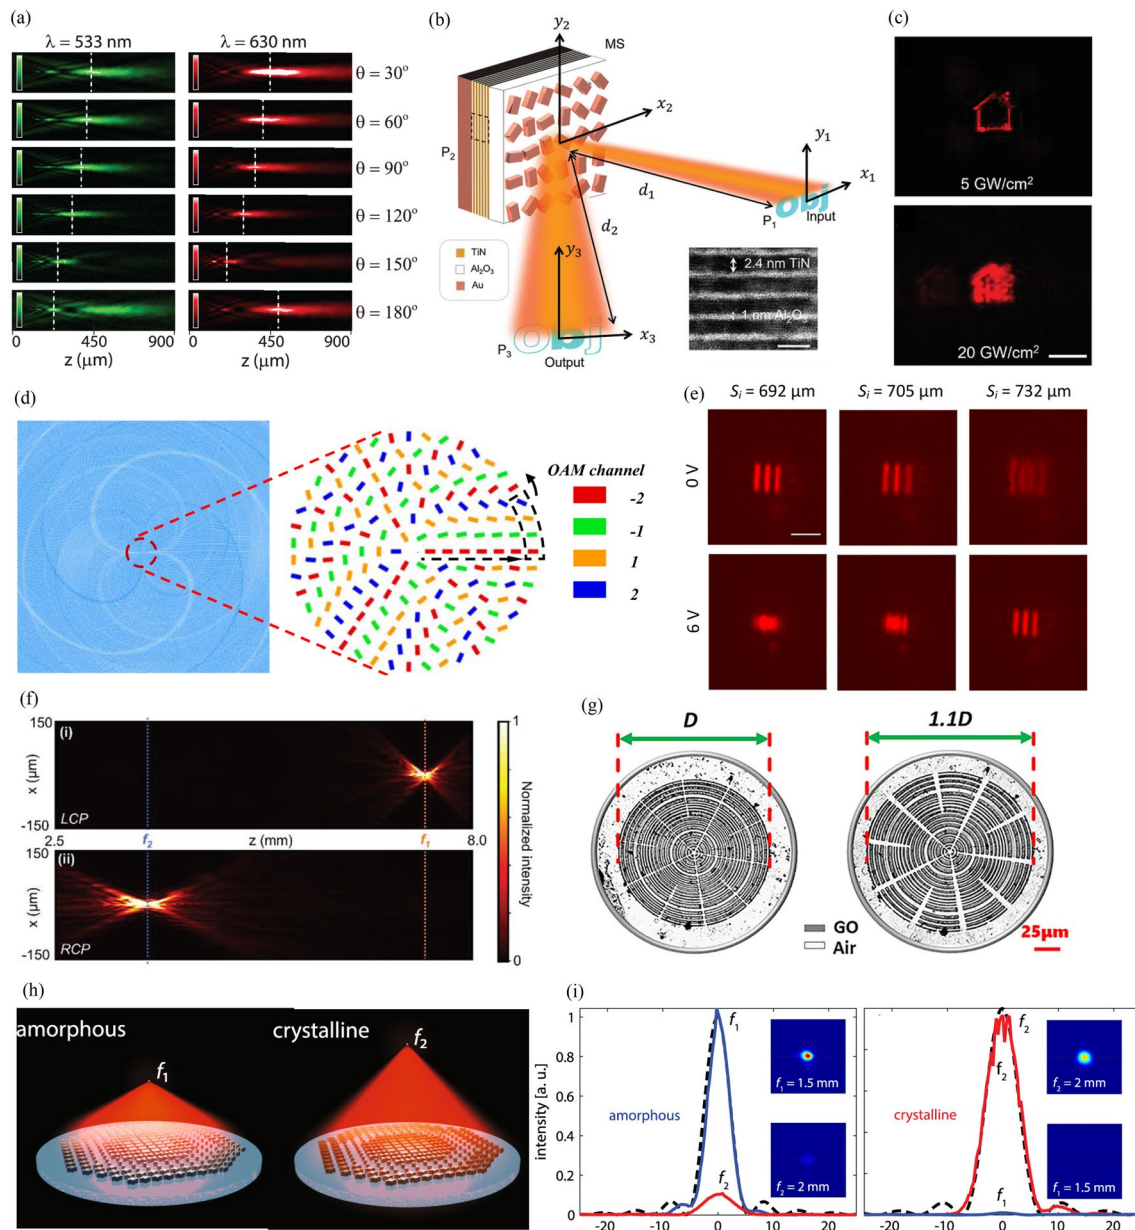 (a)
λ = 533 nm
λ = 630 nm
θ = 30°
θ = 60°
θ = 90°
θ = 120°
θ = 150°
θ = 180°
0 450 900
0 450 900
z (μm)
z (μm)
(b)
y₂
MS
x₂
P₂
y₁
x₁
d₁
P₁
Obj
Input
d₂
TiN
Al₂O₃
Au
y₃
x₃
P₃
Obj
Output
2.4 nm TiN
1 nm Al₂O₃
(c)
5 GW/cm²
20 GW/cm²
(d)
OAM channel
-2
-1
1
2
(e)
Sᵢ = 692 μm
Sᵢ = 705 μm
Sᵢ = 732 μm
0 V
6 V
(f)
150
(i)
x (μm)
LCP
-150
2.5
f₂
z (mm)
f₁
8.0
150
(ii)
x (μm)
RCP
-150
1
Normalized intensity
0
(g)
D
1.1D
GO
Air
25μm
(h)
amorphous
f₁
crystalline
f₂
(i)
1
0.8
0.6
0.4
0.2
0
intensity [a. u.]
f₁
amorphous
f₂
f₁ = 1.5 mm
f₂ = 2 mm
-20 -10 0 10 20
f₂
f₂
crystalline
f₁
f₂ = 2 mm
f₁ = 1.5 mm
-20 -10 0 10 20